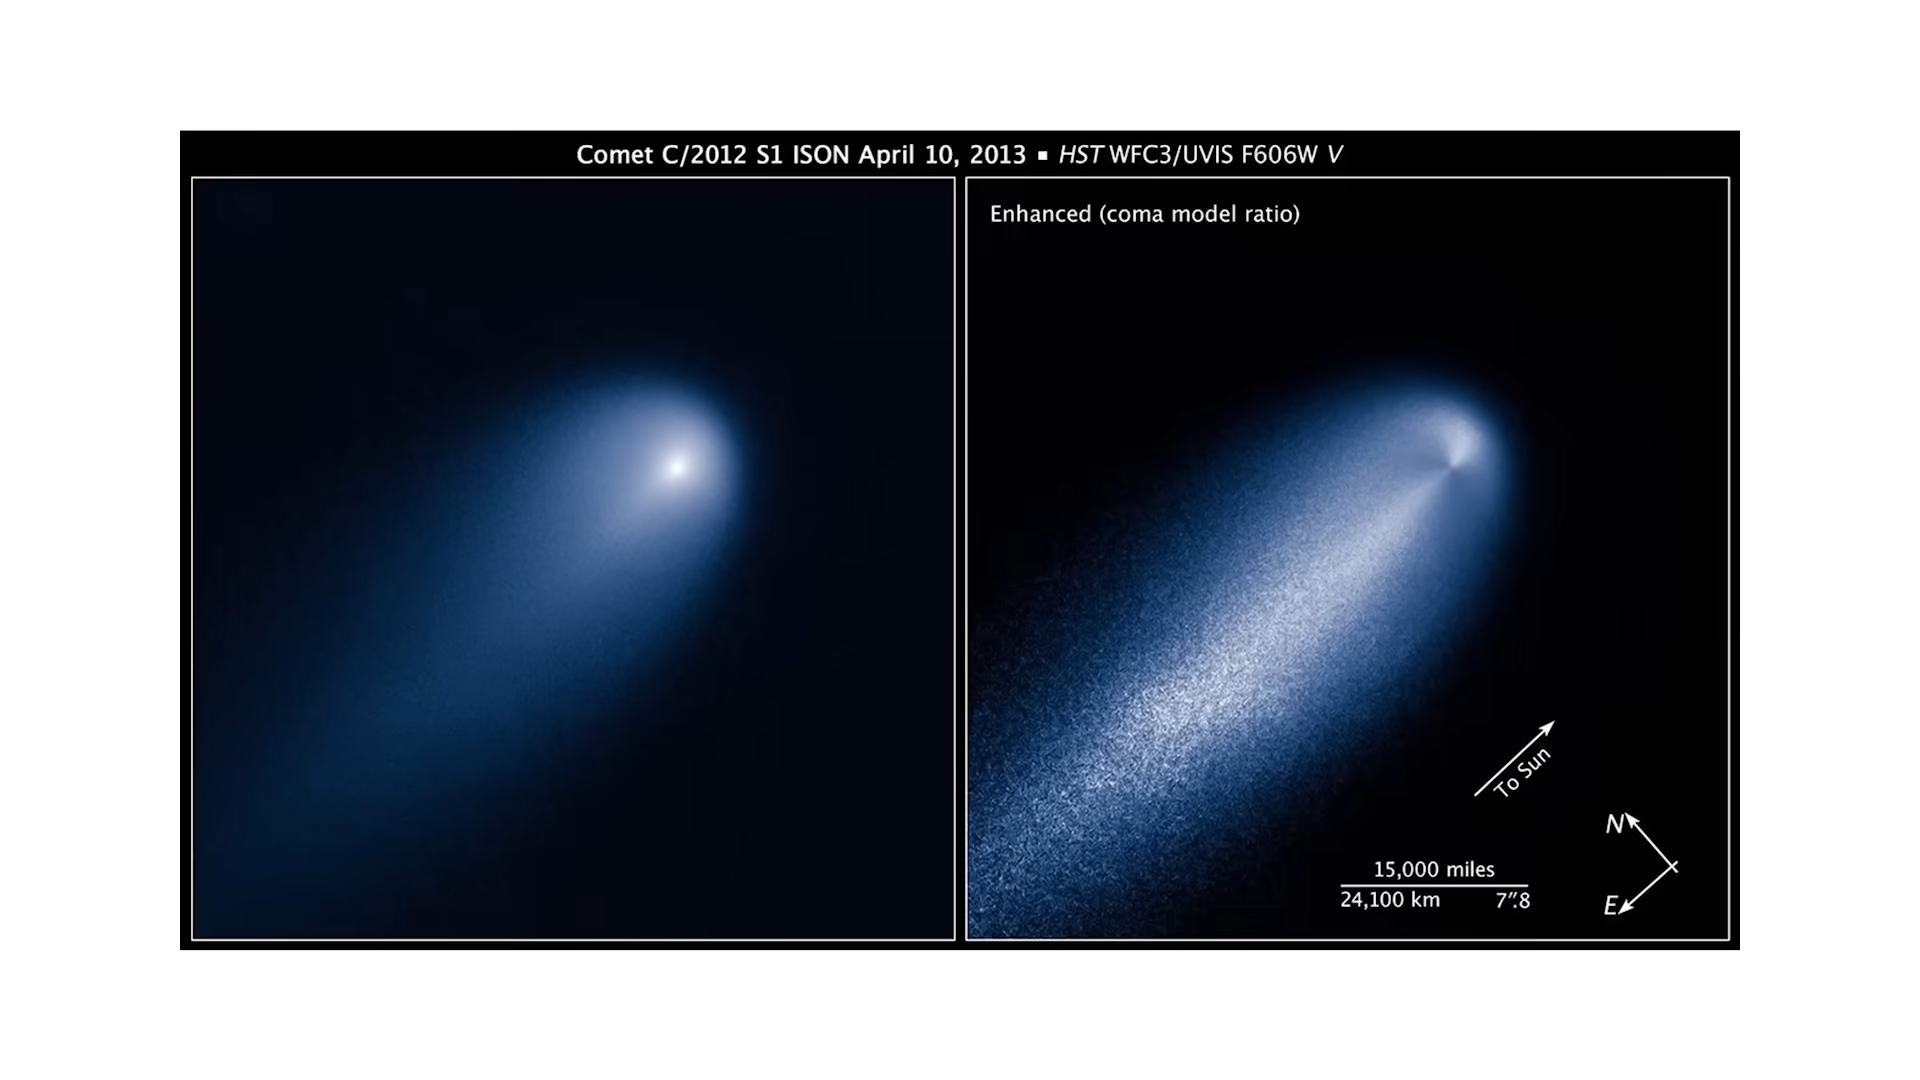 Comet C/2012 S1 ISON April 10, 2013 ▪ HST WFC3/UVIS F606W V
Enhanced (coma model ratio)
To Sun
N
15,000 miles
24,100 km 7″.8
E